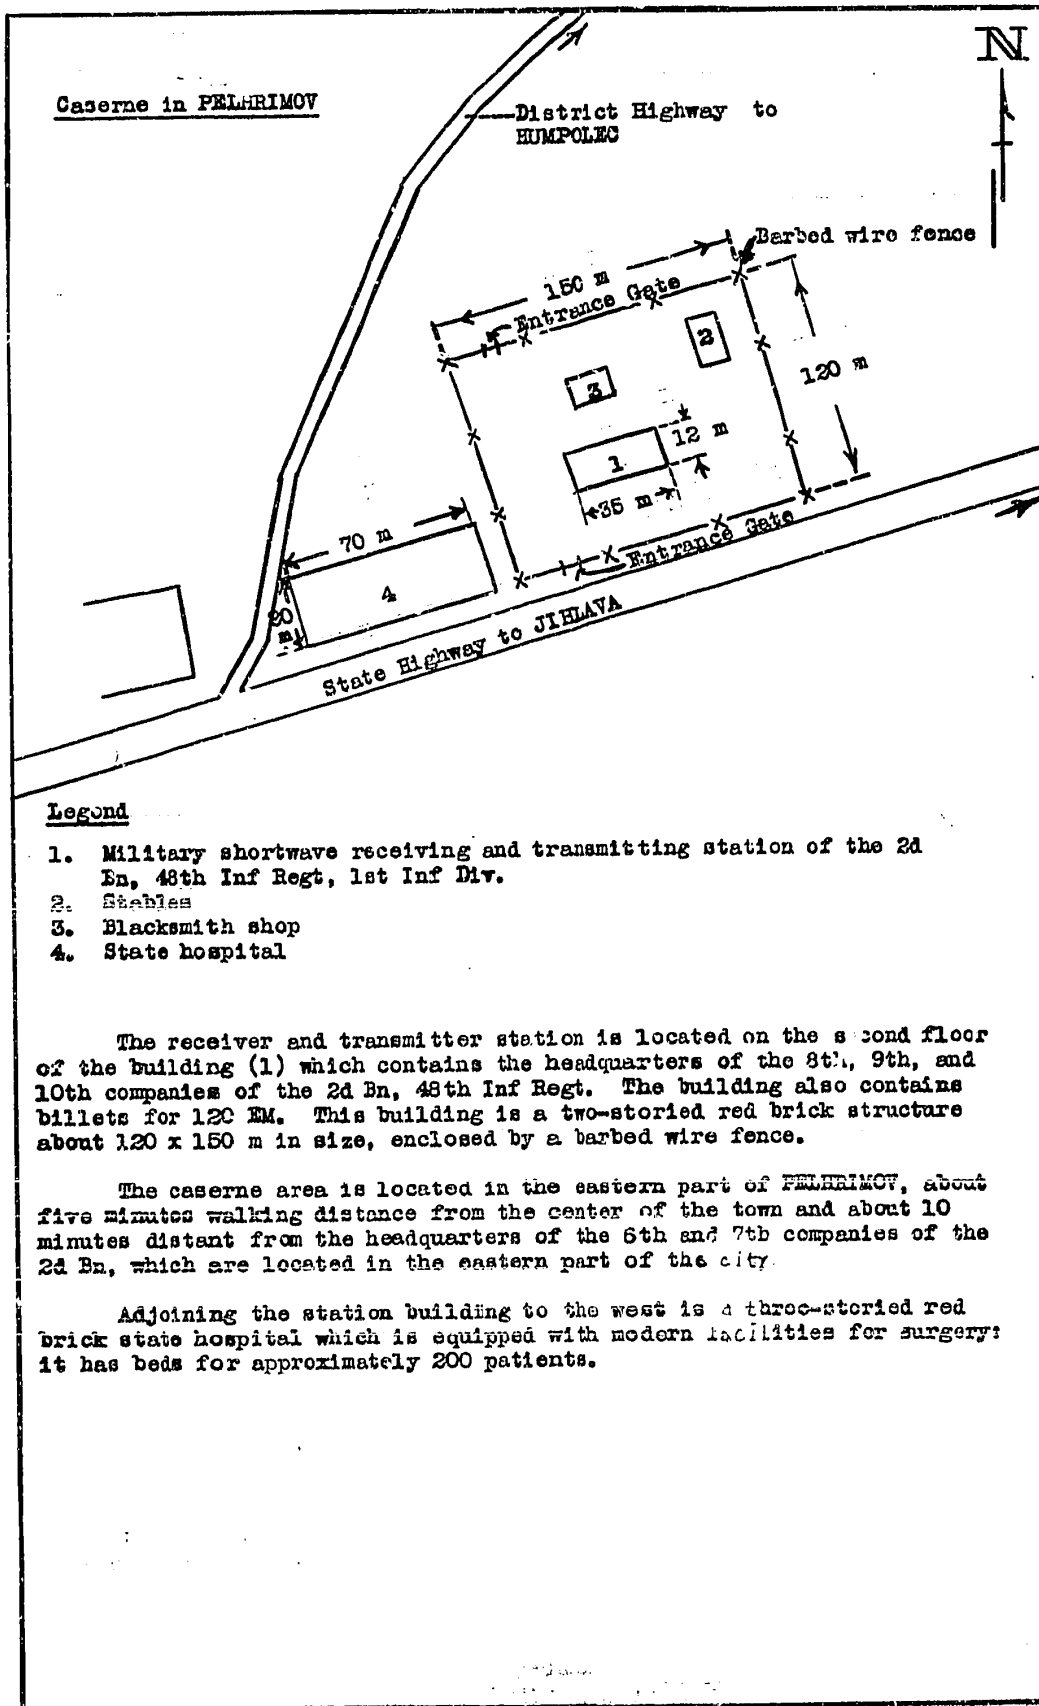 N
Caserne in PELHRIMOV
District Highway to
HUMPOLEC
Barbed wire fence
150 m
Entrance Gate
2
120 m
3
12 m
1
35 m
70 m
Entrance Gate
4
20
m
State Highway to JIHLAVA
Legend
1. Military shortwave receiving and transmitting station of the 2d
Bn, 48th Inf Regt, 1st Inf Div.
2. Stables
3. Blacksmith shop
4. State hospital
The receiver and transmitter station is located on the s cond floor
of the building (1) which contains the headquarters of the 8th, 9th, and
10th companies of the 2d Bn, 48th Inf Regt. The building also contains
billets for 120 EM. This building is a two-storied red brick structure
about 120 x 150 m in size, enclosed by a barbed wire fence.
The caserne area is located in the eastern part of PELHRIMOV, about
five minutes walking distance from the center of the town and about 10
minutes distant from the headquarters of the 6th and 7th companies of the
2d Bn, which are located in the eastern part of the city.
Adjoining the station building to the west is a three-storied red
brick state hospital which is equipped with modern facilities for surgery;
it has beds for approximately 200 patients.